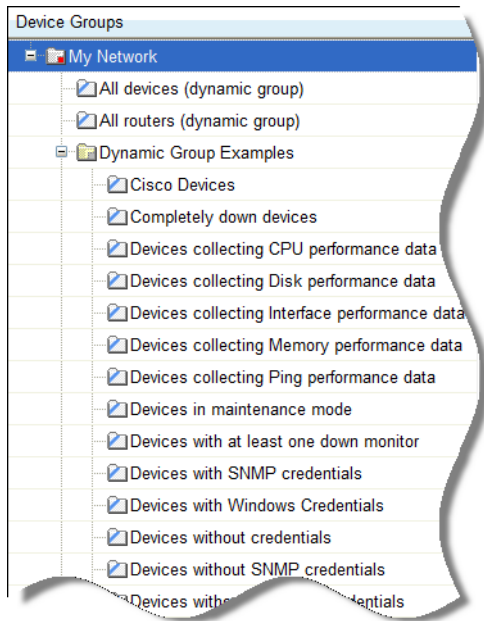 Device Groups
My Network
All devices (dynamic group)
All routers (dynamic group)
Dynamic Group Examples
Cisco Devices
Completely down devices
Devices collecting CPU performance data
Devices collecting Disk performance data
Devices collecting Interface performance data
Devices collecting Memory performance data
Devices collecting Ping performance data
Devices in maintenance mode
Devices with at least one down monitor
Devices with SNMP credentials
Devices with Windows Credentials
Devices without credentials
Devices without SNMP credentials
Devices